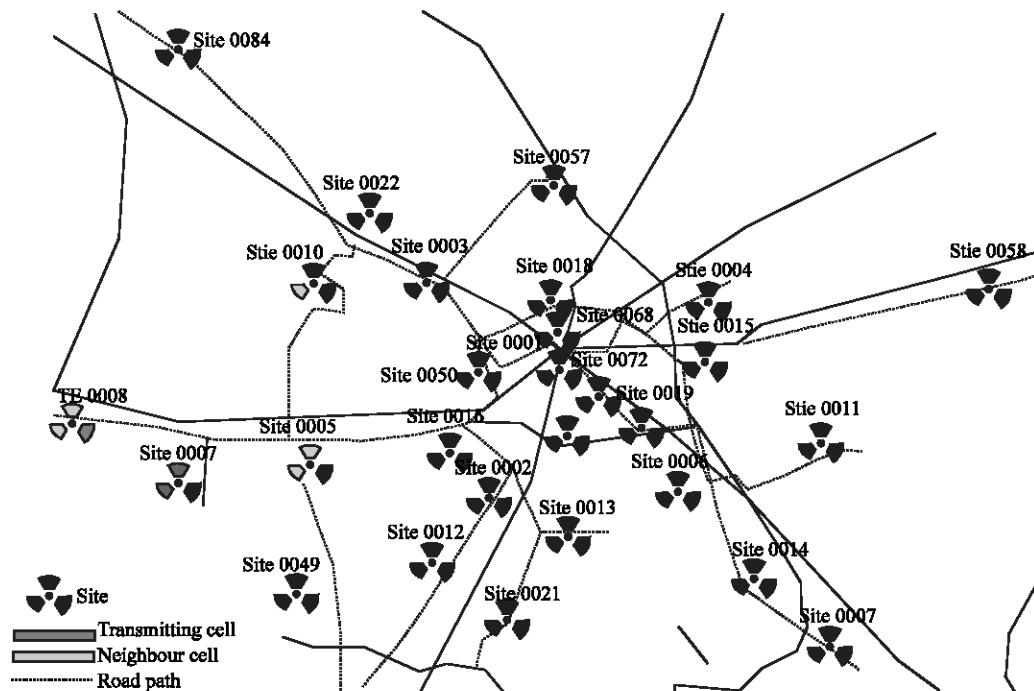 Site 0084
Site 0057
Site 0022
Stie 0010
Site 0003
Site 0018
Stie 0004
Stie 0058
Site 0068
Stie 0015
Site 0001
Site 0072
Site 0050
TE 0008
Site 0019
Site 0016
Stie 0011
Site 0005
Site 0007
Site 0002
Site 0006
Site 0013
Site 0012
Site 0014
Site 0049
Site 0021
Site 0007
Site
Transmitting cell
Neighbour cell
Road path